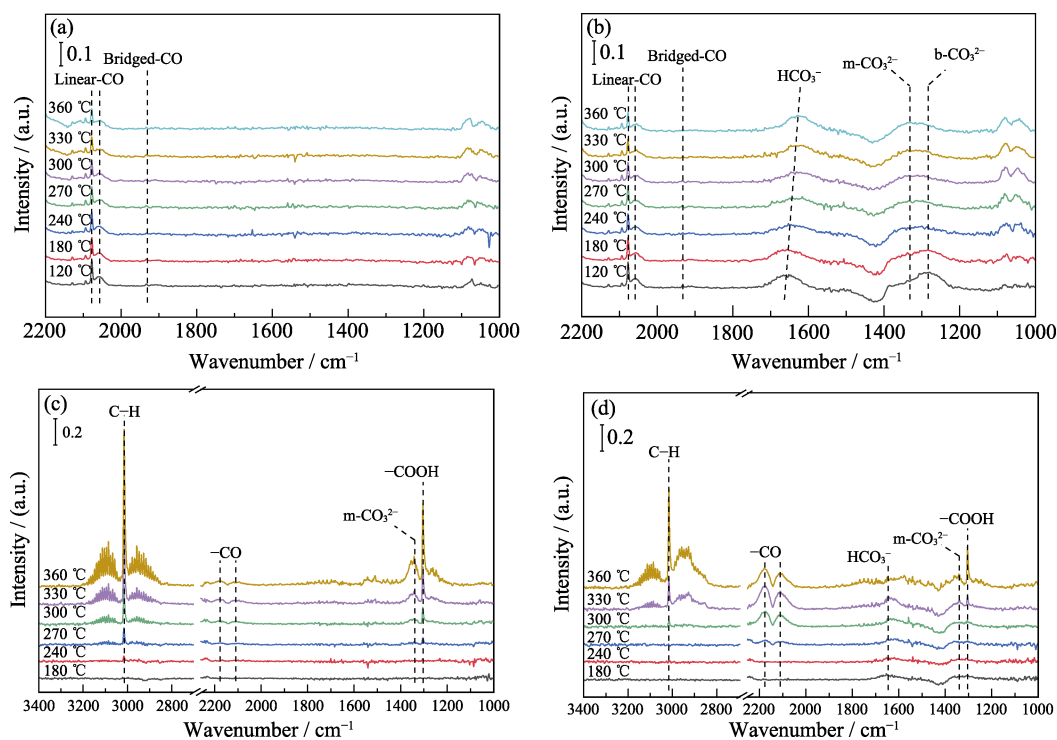 (a)
0.1
Bridged-CO
Linear-CO
360 ℃
330 ℃
300 ℃
270 ℃
240 ℃
180 ℃
120 ℃
Intensity / (a.u.)
2200 2000 1800 1600 1400 1200 1000
Wavenumber / cm⁻¹
(b)
0.1
Bridged-CO
Linear-CO
HCO₃⁻
m-CO₃²⁻
b-CO₃²⁻
360 ℃
330 ℃
300 ℃
270 ℃
240 ℃
180 ℃
120 ℃
Intensity / (a.u.)
2200 2000 1800 1600 1400 1200 1000
Wavenumber / cm⁻¹
(c)
0.2
C−H
−COOH
m-CO₃²⁻
−CO
360 ℃
330 ℃
300 ℃
270 ℃
240 ℃
180 ℃
Intensity / (a.u.)
3400 3200 3000 2800 2200 2000 1800 1600 1400 1200 1000
Wavenumber / cm⁻¹
(d)
0.2
C−H
−COOH
m-CO₃²⁻
HCO₃⁻
−CO
360 ℃
330 ℃
300 ℃
270 ℃
240 ℃
180 ℃
Intensity / (a.u.)
3400 3200 3000 2800 2200 2000 1800 1600 1400 1200 1000
Wavenumber / cm⁻¹